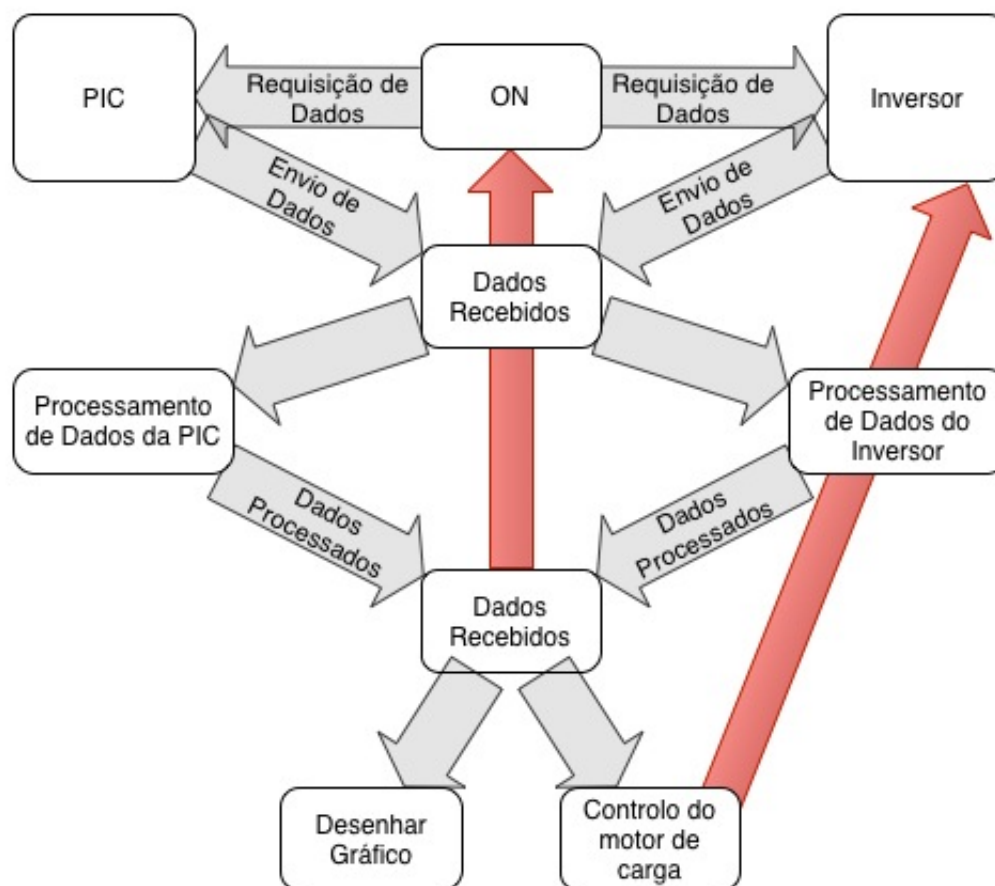 PIC
Requisição de
Dados
ON
Requisição de
Dados
Inversor
Envio de
Dados
Envio de
Dados
Dados
Recebidos
Processamento
de Dados da PIC
Processamento
de Dados do
Inversor
Dados
Processados
Dados
Processados
Dados
Recebidos
Desenhar
Gráfico
Controlo do
motor de
carga